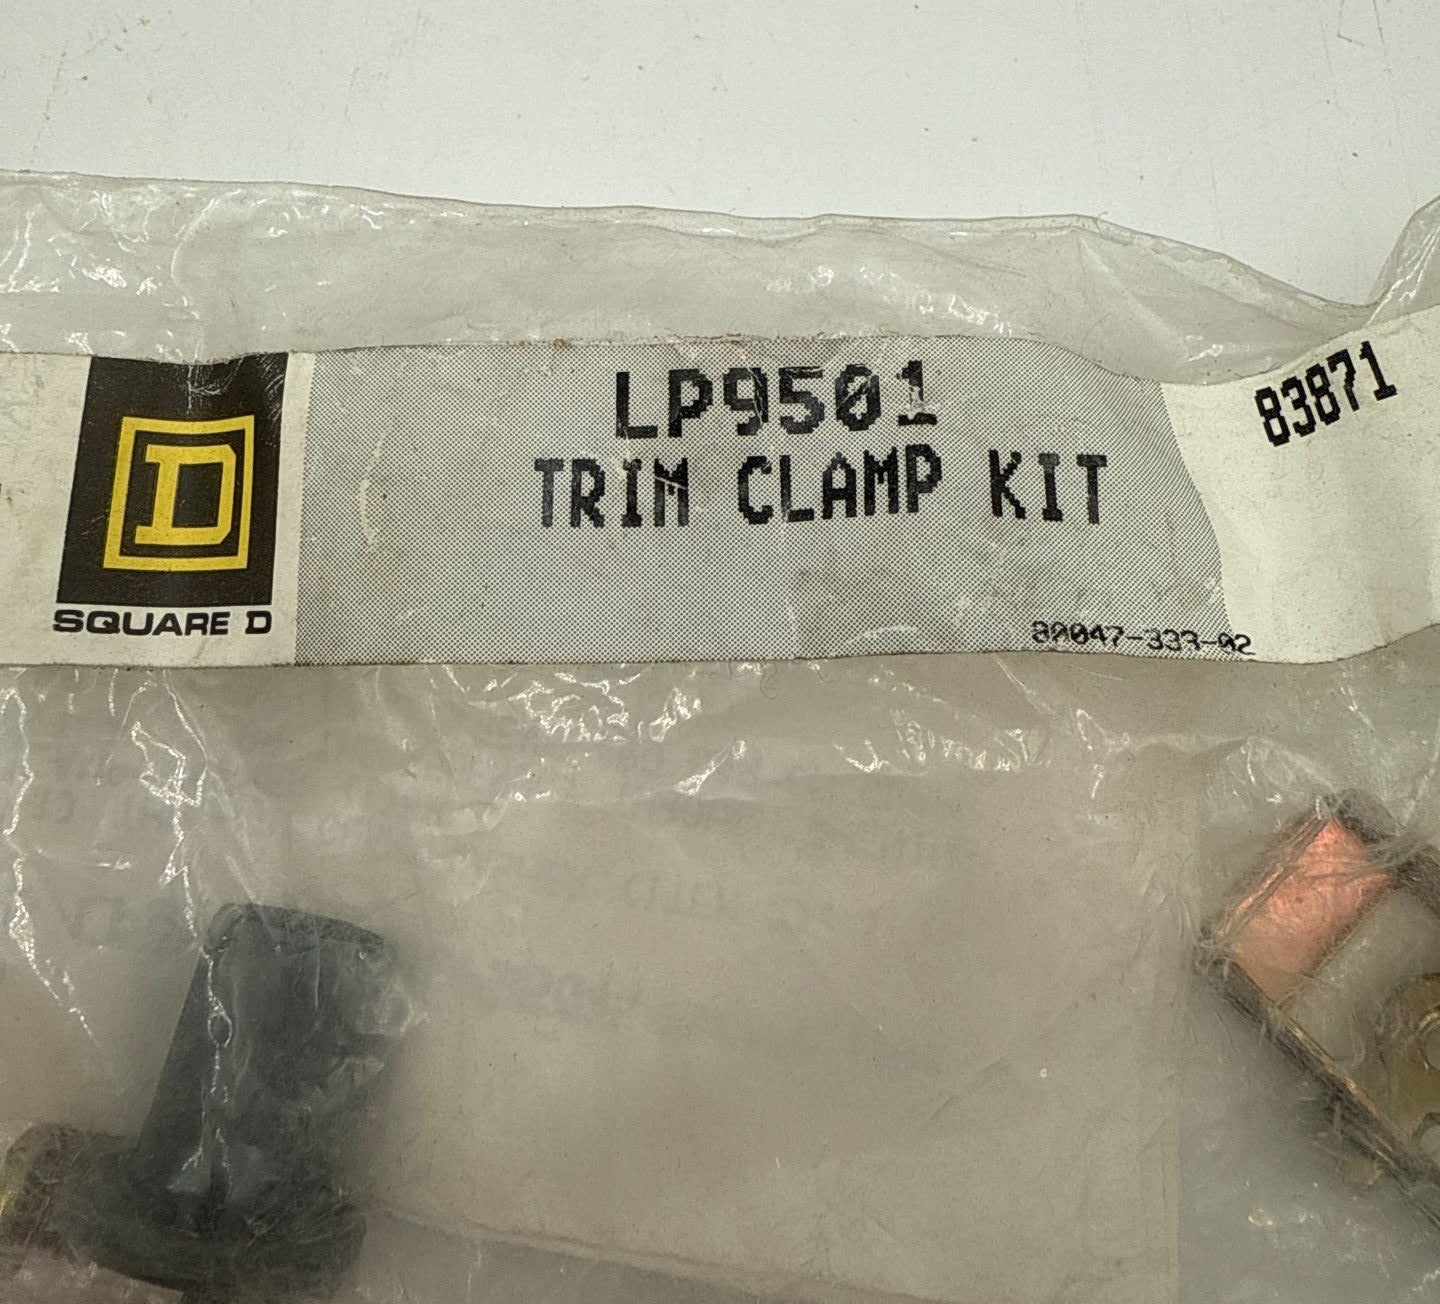 D
SQUARE D
LP9501
TRIM CLAMP KIT
83871
80047-333-02